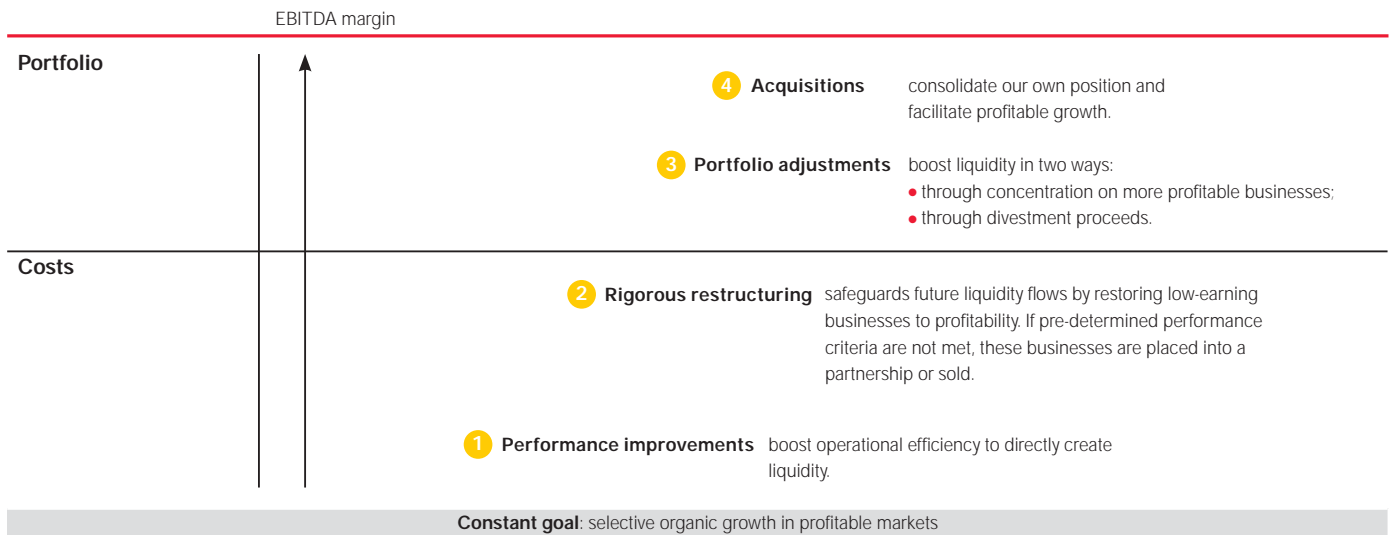 EBITDA margin
Portfolio
4 Acquisitions consolidate our own position and
facilitate profitable growth.
3 Portfolio adjustments boost liquidity in two ways:
• through concentration on more profitable businesses;
• through divestment proceeds.
Costs
2 Rigorous restructuring safeguards future liquidity flows by restoring low-earning
businesses to profitability. If pre-determined performance
criteria are not met, these businesses are placed into a
partnership or sold.
1 Performance improvements boost operational efficiency to directly create
liquidity.
Constant goal: selective organic growth in profitable markets